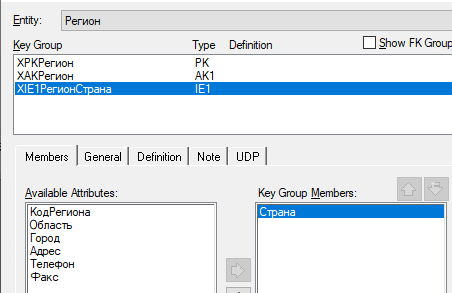 Entity: Регион
Key Group Type Definition Show FK Group
XPKРегион PK
XAKРегион AK1
XIE1РегионСтрана IE1
Members General Definition Note UDP
Available Attributes: Key Group Members:
КодРегиона Страна
Область
Город
Адрес
Телефон
Факс